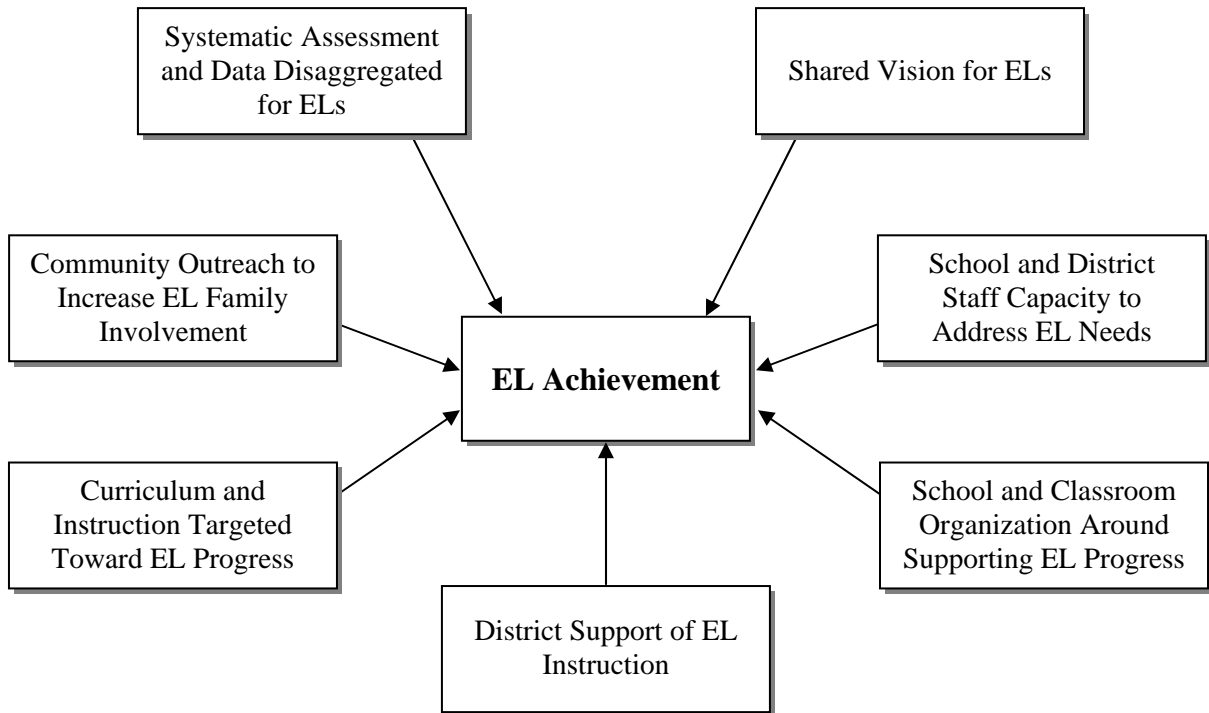 Systematic Assessment
and Data Disaggregated
for ELs
Shared Vision for ELs
Community Outreach to
Increase EL Family
Involvement
School and District
Staff Capacity to
Address EL Needs
EL Achievement
Curriculum and
Instruction Targeted
Toward EL Progress
School and Classroom
Organization Around
Supporting EL Progress
District Support of EL
Instruction